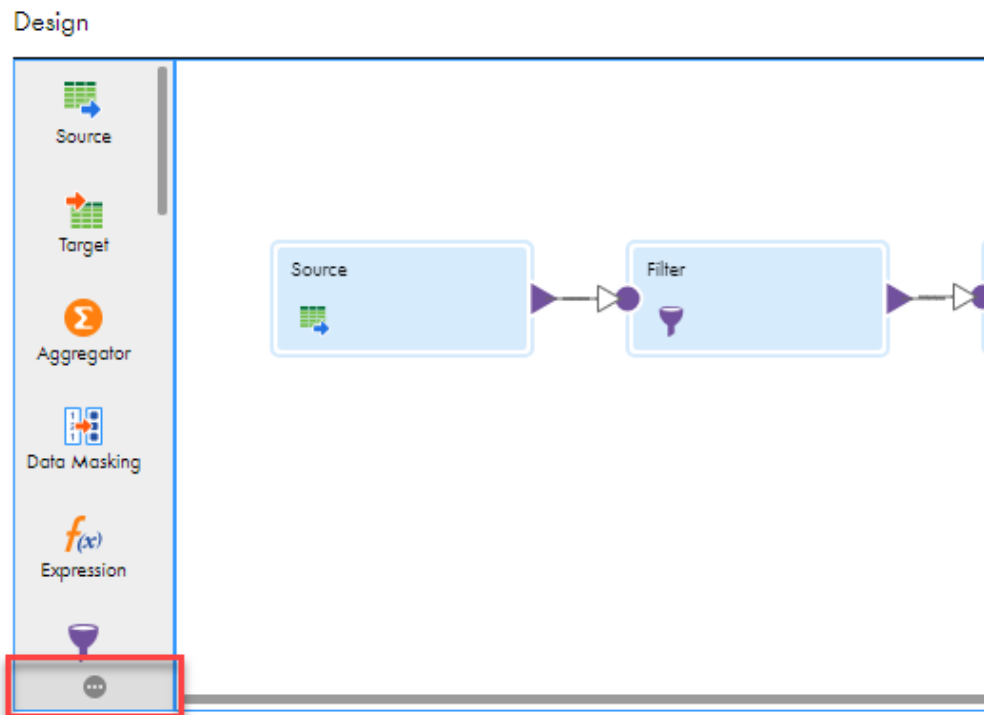 Design
Source
Target
Aggregator
Data Masking
Expression
Source
Filter